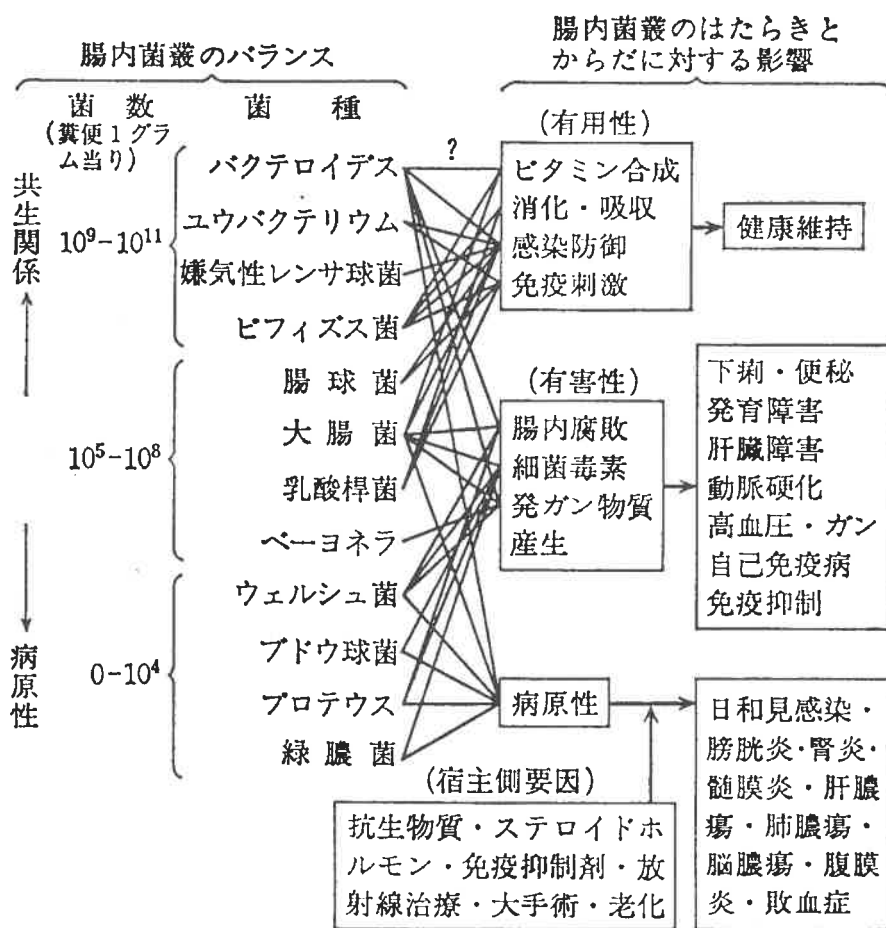 腸内菌叢のバランス
菌数
(糞便1グラ
ム当り)
菌種
共生関係
病原性
10⁹-10¹¹
10⁵-10⁸
0-10⁴
バクテロイデス
ユウバクテリウム
嫌気性レンサ球菌
ビフィズス菌
腸球菌
大腸菌
乳酸桿菌
ベーヨネラ
ウェルシュ菌
ブドウ球菌
プロテウス
緑膿菌
?
腸内菌叢のはたらきと
からだに対する影響
(有用性)
ビタミン合成
消化・吸収
感染防御
免疫刺激
健康維持
(有害性)
腸内腐敗
細菌毒素
発ガン物質
産生
下痢・便秘
発育障害
肝臓障害
動脈硬化
高血圧・ガン
自己免疫病
免疫抑制
病原性
日和見感染・
膀胱炎・腎炎・
髄膜炎・肝膿
瘍・肺膿瘍・
脳膿瘍・腹膜
炎・敗血症
(宿主側要因)
抗生物質・ステロイドホ
ルモン・免疫抑制剤・放
射線治療・大手術・老化